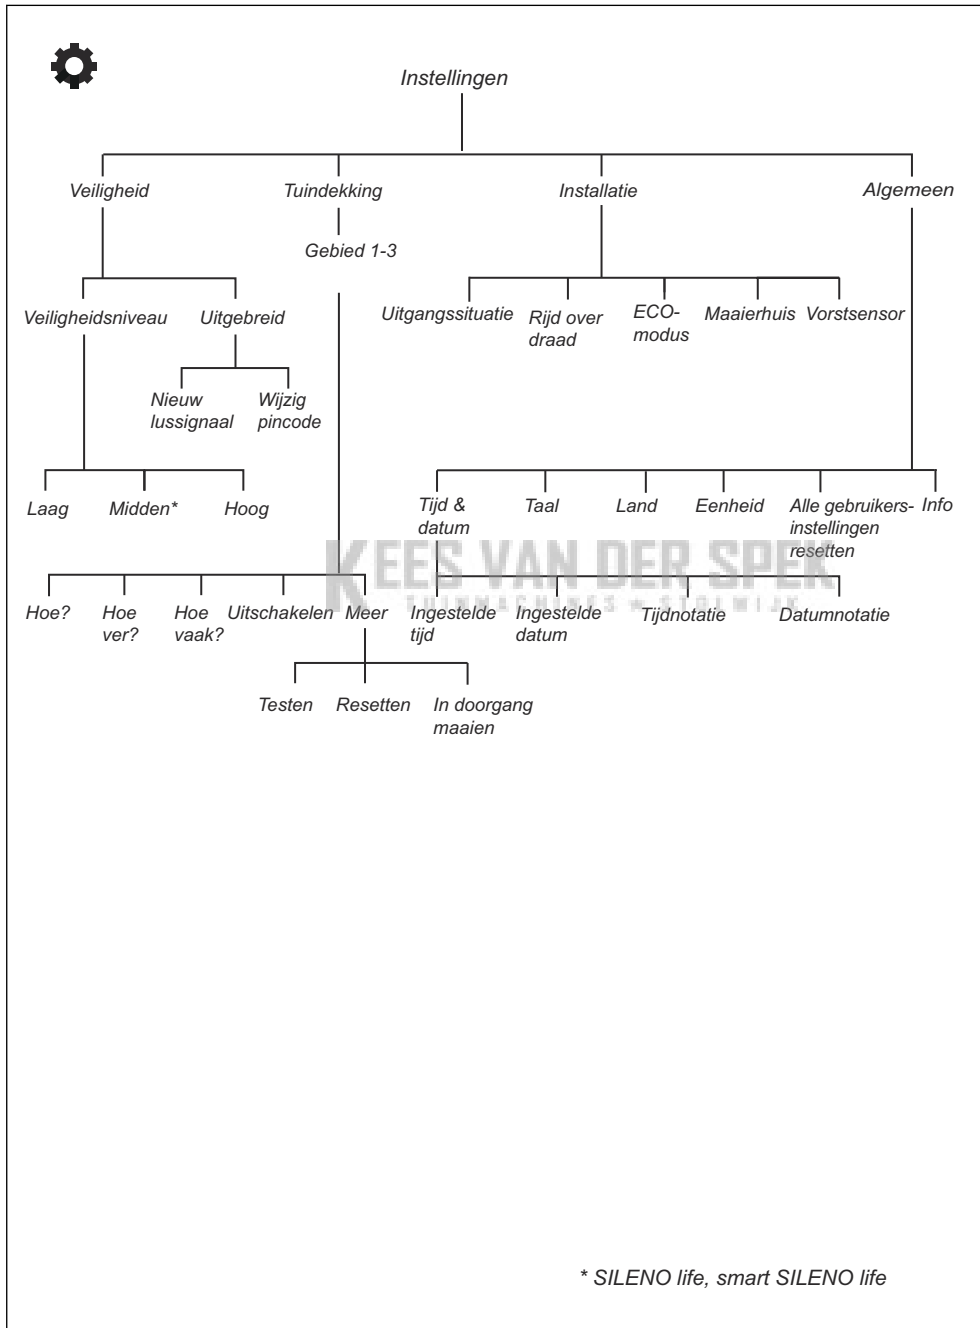 Instellingen
Veiligheid Tuindekking Installatie Algemeen
Gebied 1-3
Veiligheidsniveau Uitgebreid
Uitgangssituatie Rijd over draad ECO-modus Maaierhuis Vorstsensor
Nieuw lussignaal Wijzig pincode
Laag Midden* Hoog
Tijd & datum Taal Land Eenheid Alle gebruikers-instellingen resetten Info
KEES VAN DER SPEK
TUINMACHINES ★ STOLWIJK
Hoe? Hoe ver? Hoe vaak? Uitschakelen Meer
Ingestelde tijd Ingestelde datum Tijdnotatie Datumnotatie
Testen Resetten In doorgang maaien
* SILENO life, smart SILENO life